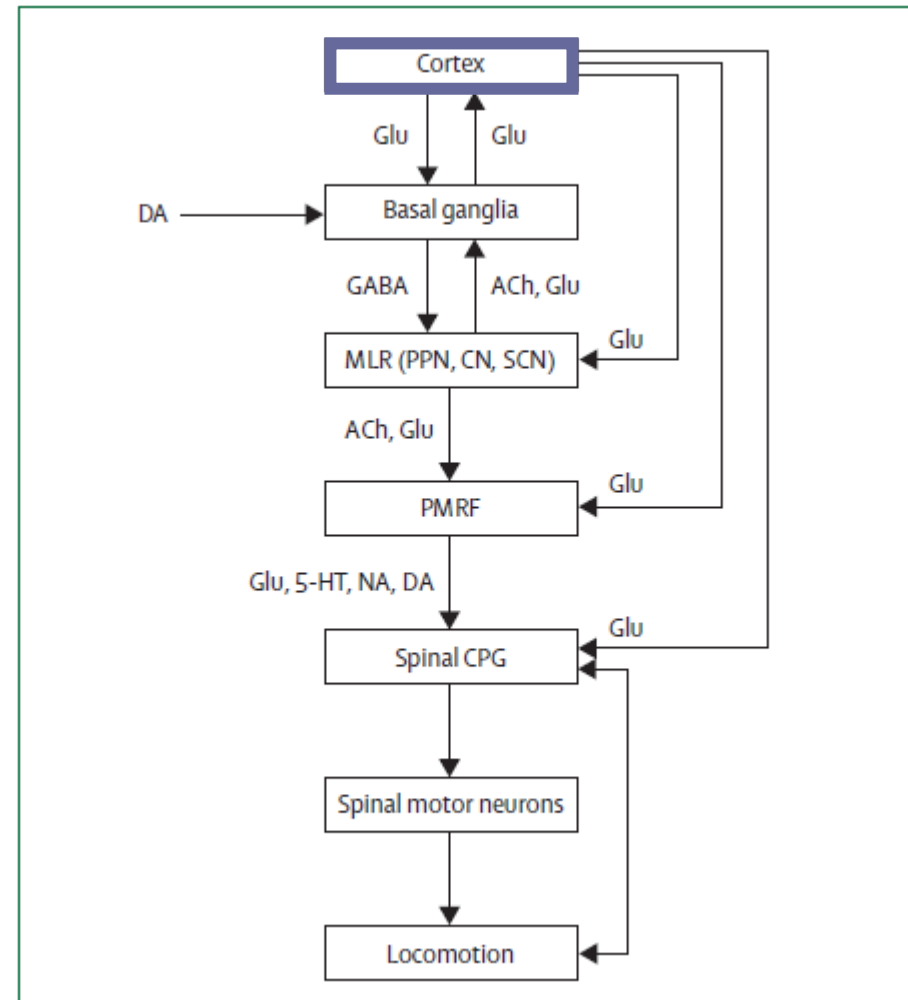 Cortex
Glu
Glu
Basal ganglia
DA
GABA
ACh, Glu
MLR (PPN, CN, SCN)
Glu
ACh, Glu
PMRF
Glu
Glu, 5-HT, NA, DA
Spinal CPG
Glu
Spinal motor neurons
Locomotion